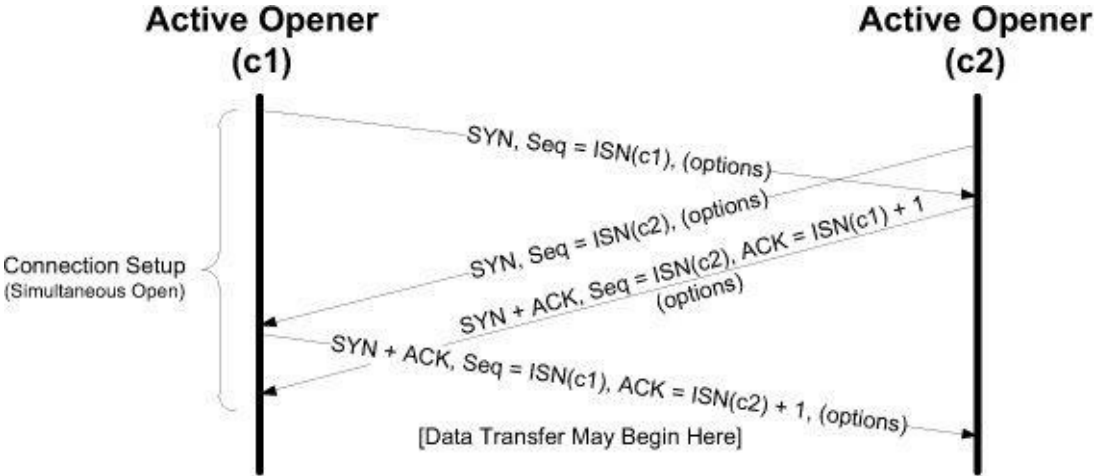 Active Opener
(c1)
Active Opener
(c2)
SYN, Seq = ISN(c1), (options)
SYN, Seq = ISN(c2), (options)
SYN + ACK, Seq = ISN(c2), ACK = ISN(c1) + 1
(options)
Connection Setup
(Simultaneous Open)
SYN + ACK, Seq = ISN(c1), ACK = ISN(c2) + 1, (options)
[Data Transfer May Begin Here]